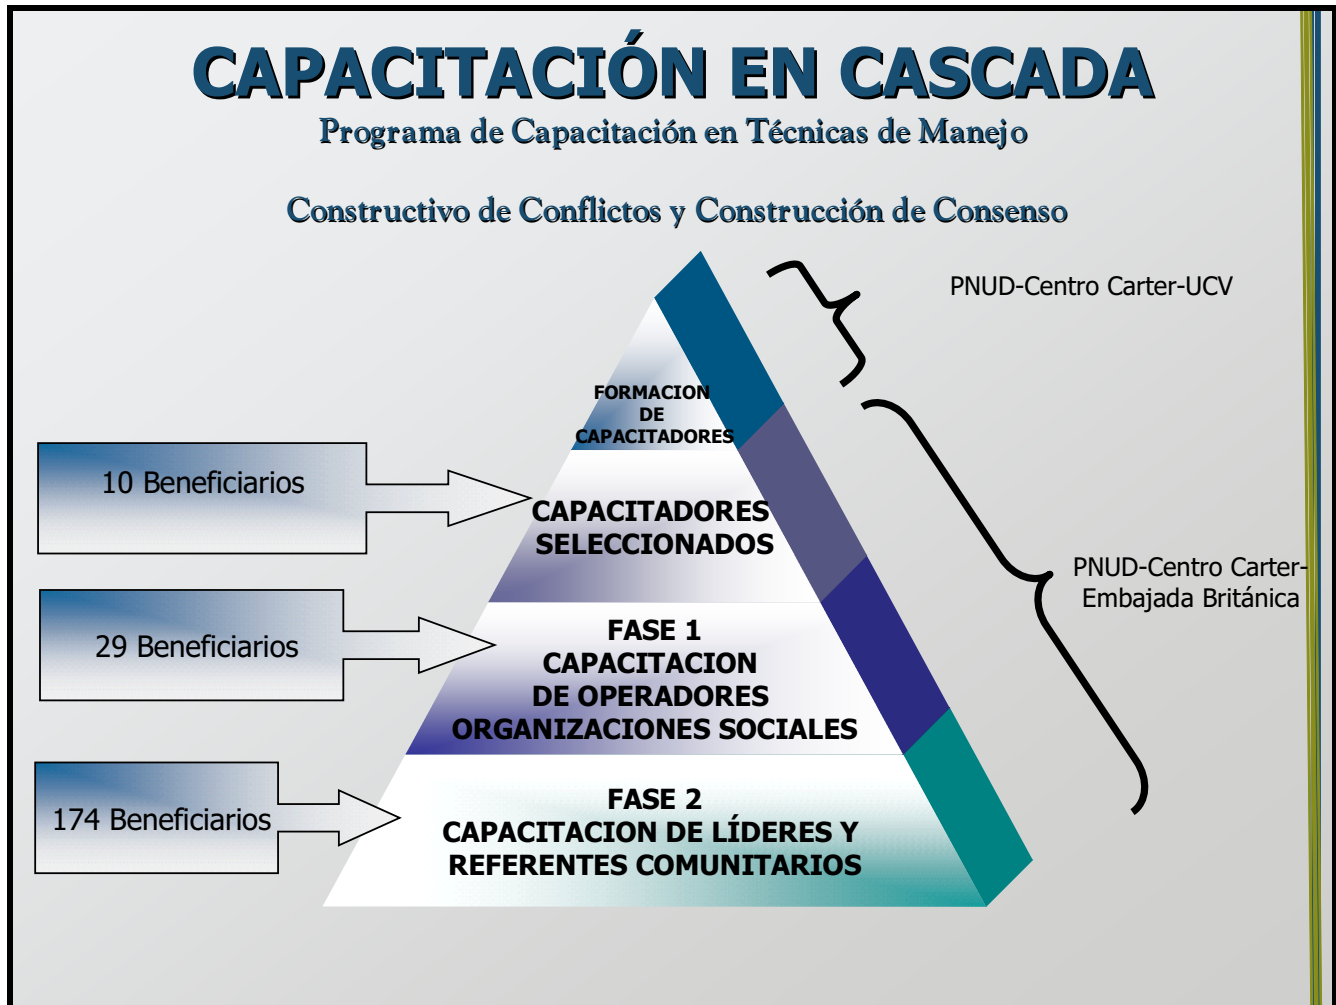 CAPACITACIÓN EN CASCADA
Programa de Capacitación en Técnicas de Manejo
Constructivo de Conflictos y Construcción de Consenso
PNUD-Centro Carter-UCV
FORMACION
DE
CAPACITADORES
10 Beneficiarios
CAPACITADORES
SELECCIONADOS
PNUD-Centro Carter-
Embajada Británica
29 Beneficiarios
FASE 1
CAPACITACION
DE OPERADORES
ORGANIZACIONES SOCIALES
174 Beneficiarios
FASE 2
CAPACITACION DE LÍDERES Y
REFERENTES COMUNITARIOS